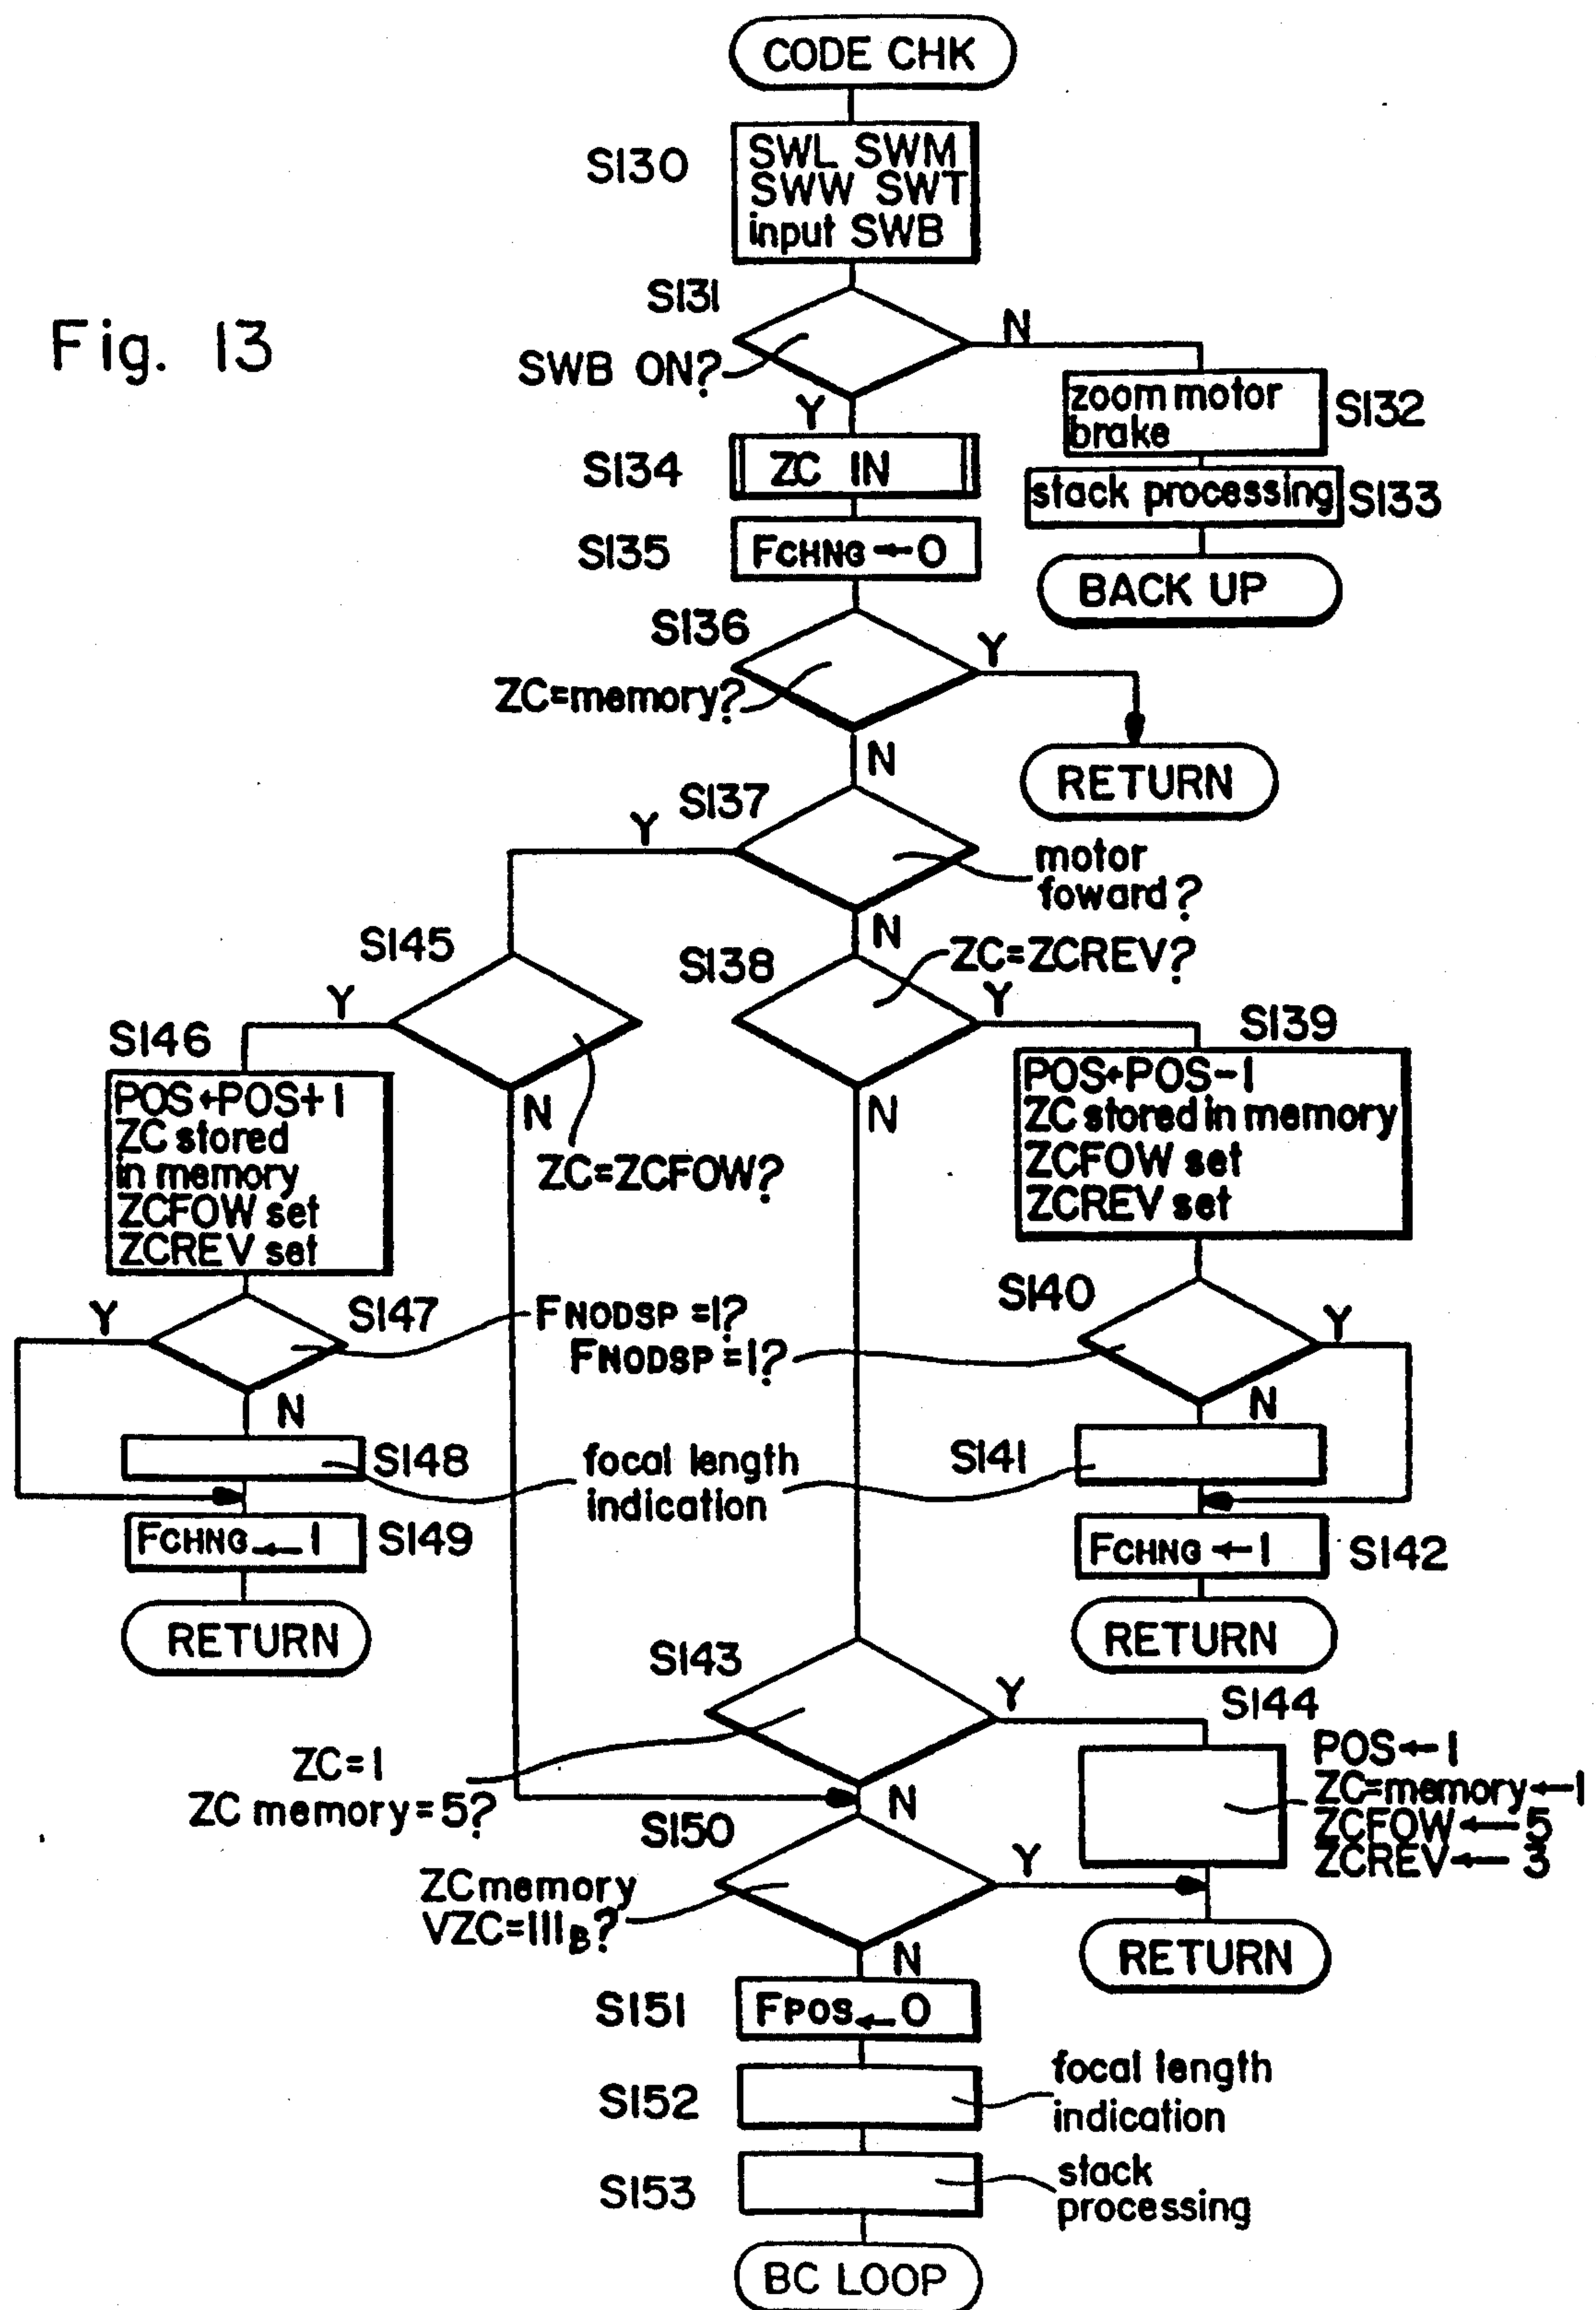 CODE CHK
S130
SWL SWM
SWW SWT
input SWB
S131
SWB ON?
N
Y
Fig. 13
zoom motor
brake
S132
S134
ZC IN
stack processing
S133
S135
FCHNG ← 0
BACK UP
S136
Y
ZC=memory?
N
RETURN
S137
Y
motor
foward?
N
S145
S138
ZC=ZCREV?
Y
Y
S146
S139
POS←POS+1
ZC stored
in memory
ZCFOW set
ZCREV set
N
ZC=ZCFOW?
N
POS←POS-1
ZC stored in memory
ZCFOW set
ZCREV set
Y
S147
FNODSP =1?
FNODSP =1?
S140
Y
N
N
S148
focal length
indication
S141
FCHNG ← 1
S149
FCHNG ← 1
S142
RETURN
RETURN
S143
Y
S144
ZC=1
ZC memory=5?
N
POS←1
ZC=memory←1
ZCFOW←5
ZCREV←3
S150
ZC memory
VZC=111B?
Y
N
RETURN
S151
FPOS ← 0
S152
focal length
indication
S153
stack
processing
BC LOOP